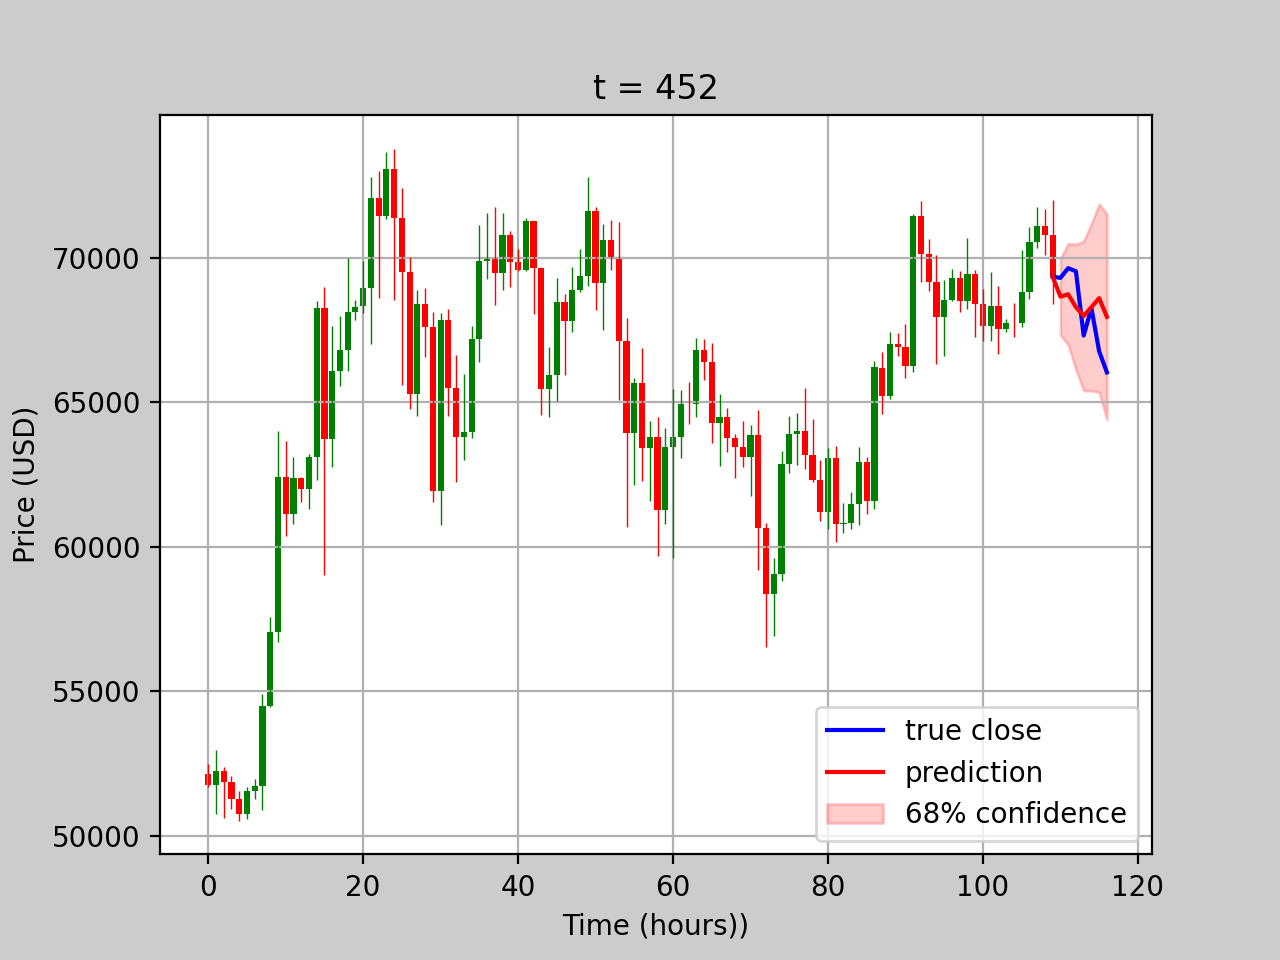 t = 452
Price (USD)
70000
65000
60000
55000
50000
0 20 40 60 80 100 120
Time (hours))
true close
prediction
68% confidence